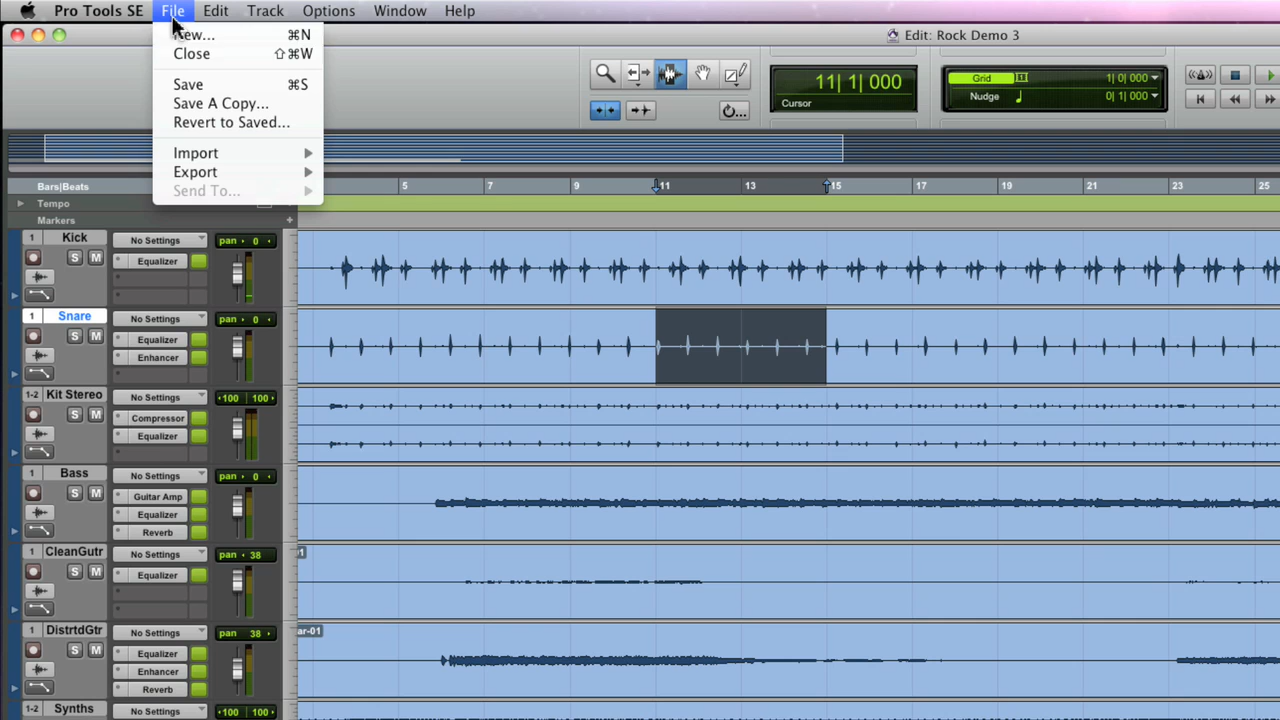 Pro Tools SE File Edit Track Options Window Help
New... ⌘N
Close ⇧⌘W
Save ⌘S
Save A Copy...
Revert to Saved...
Import
Export
Send To...
Edit: Rock Demo 3
11| 1| 000
Cursor
Grid 1| 0| 000
Nudge 0| 1| 000
Bars|Beats 5 7 9 11 13 15 17 19 21 23 25
Tempo
Markers +
1 Kick No Settings pan 0
S M Equalizer
1 Snare No Settings pan 0
S M Equalizer
Enhancer
1-2 Kit Stereo No Settings 100 100
S M Compressor
Equalizer
1 Bass No Settings pan 0
S M Guitar Amp
Equalizer
Reverb
1 CleanGutr No Settings pan 38
S M Equalizer
1 DistrtdGtr No Settings pan 38
ar-01
S M Equalizer
Enhancer
Reverb
1-2 Synths No Settings 100 100